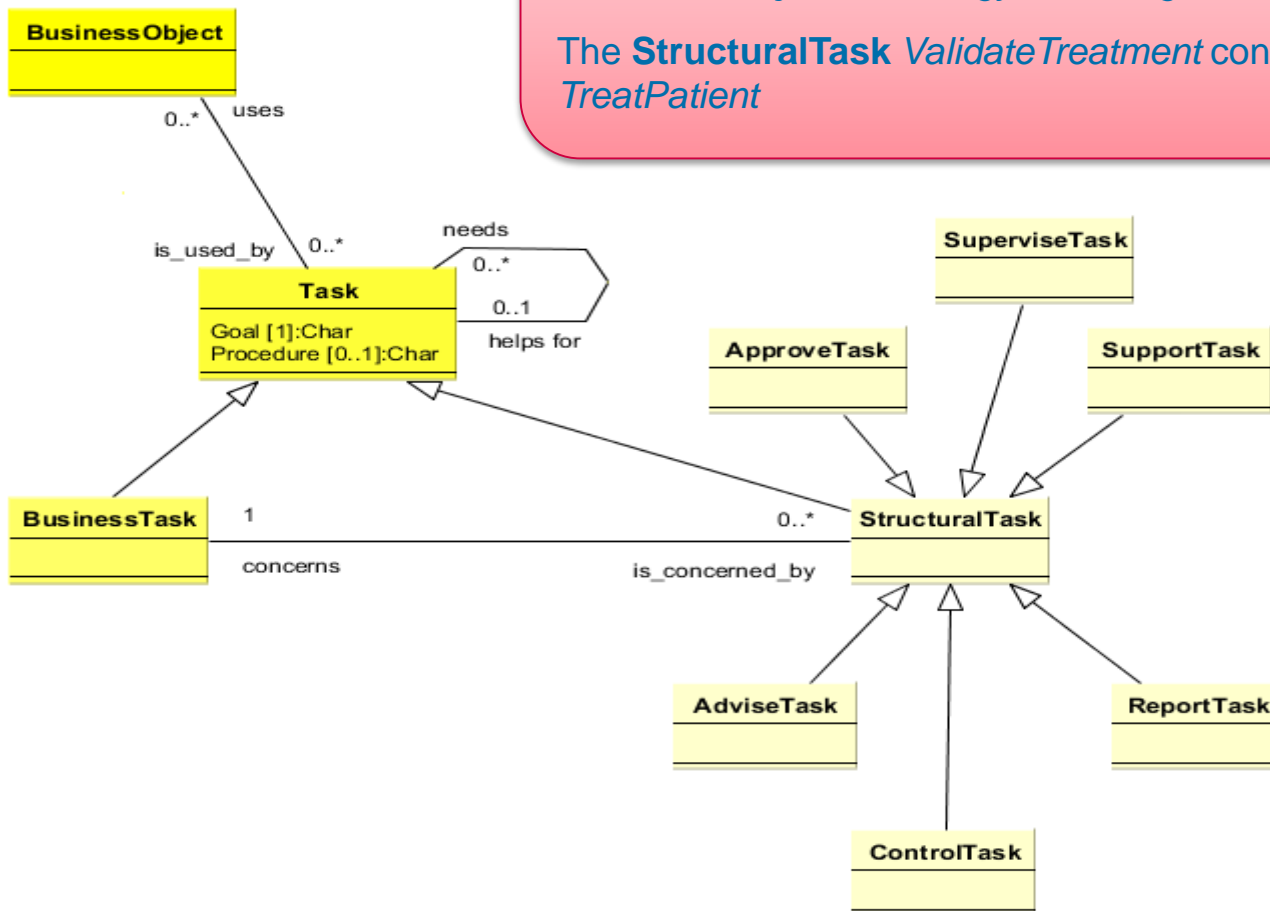 The StructuralTask ValidateTreatment con
TreatPatient
BusinessObject
0..*
uses
is_used_by
0..*
needs
0..*
Task
0..1
Goal [1]:Char
Procedure [0..1]:Char
helps for
SuperviseTask
ApproveTask
SupportTask
BusinessTask
1
0..*
StructuralTask
concerns
is_concerned_by
AdviseTask
ReportTask
ControlTask